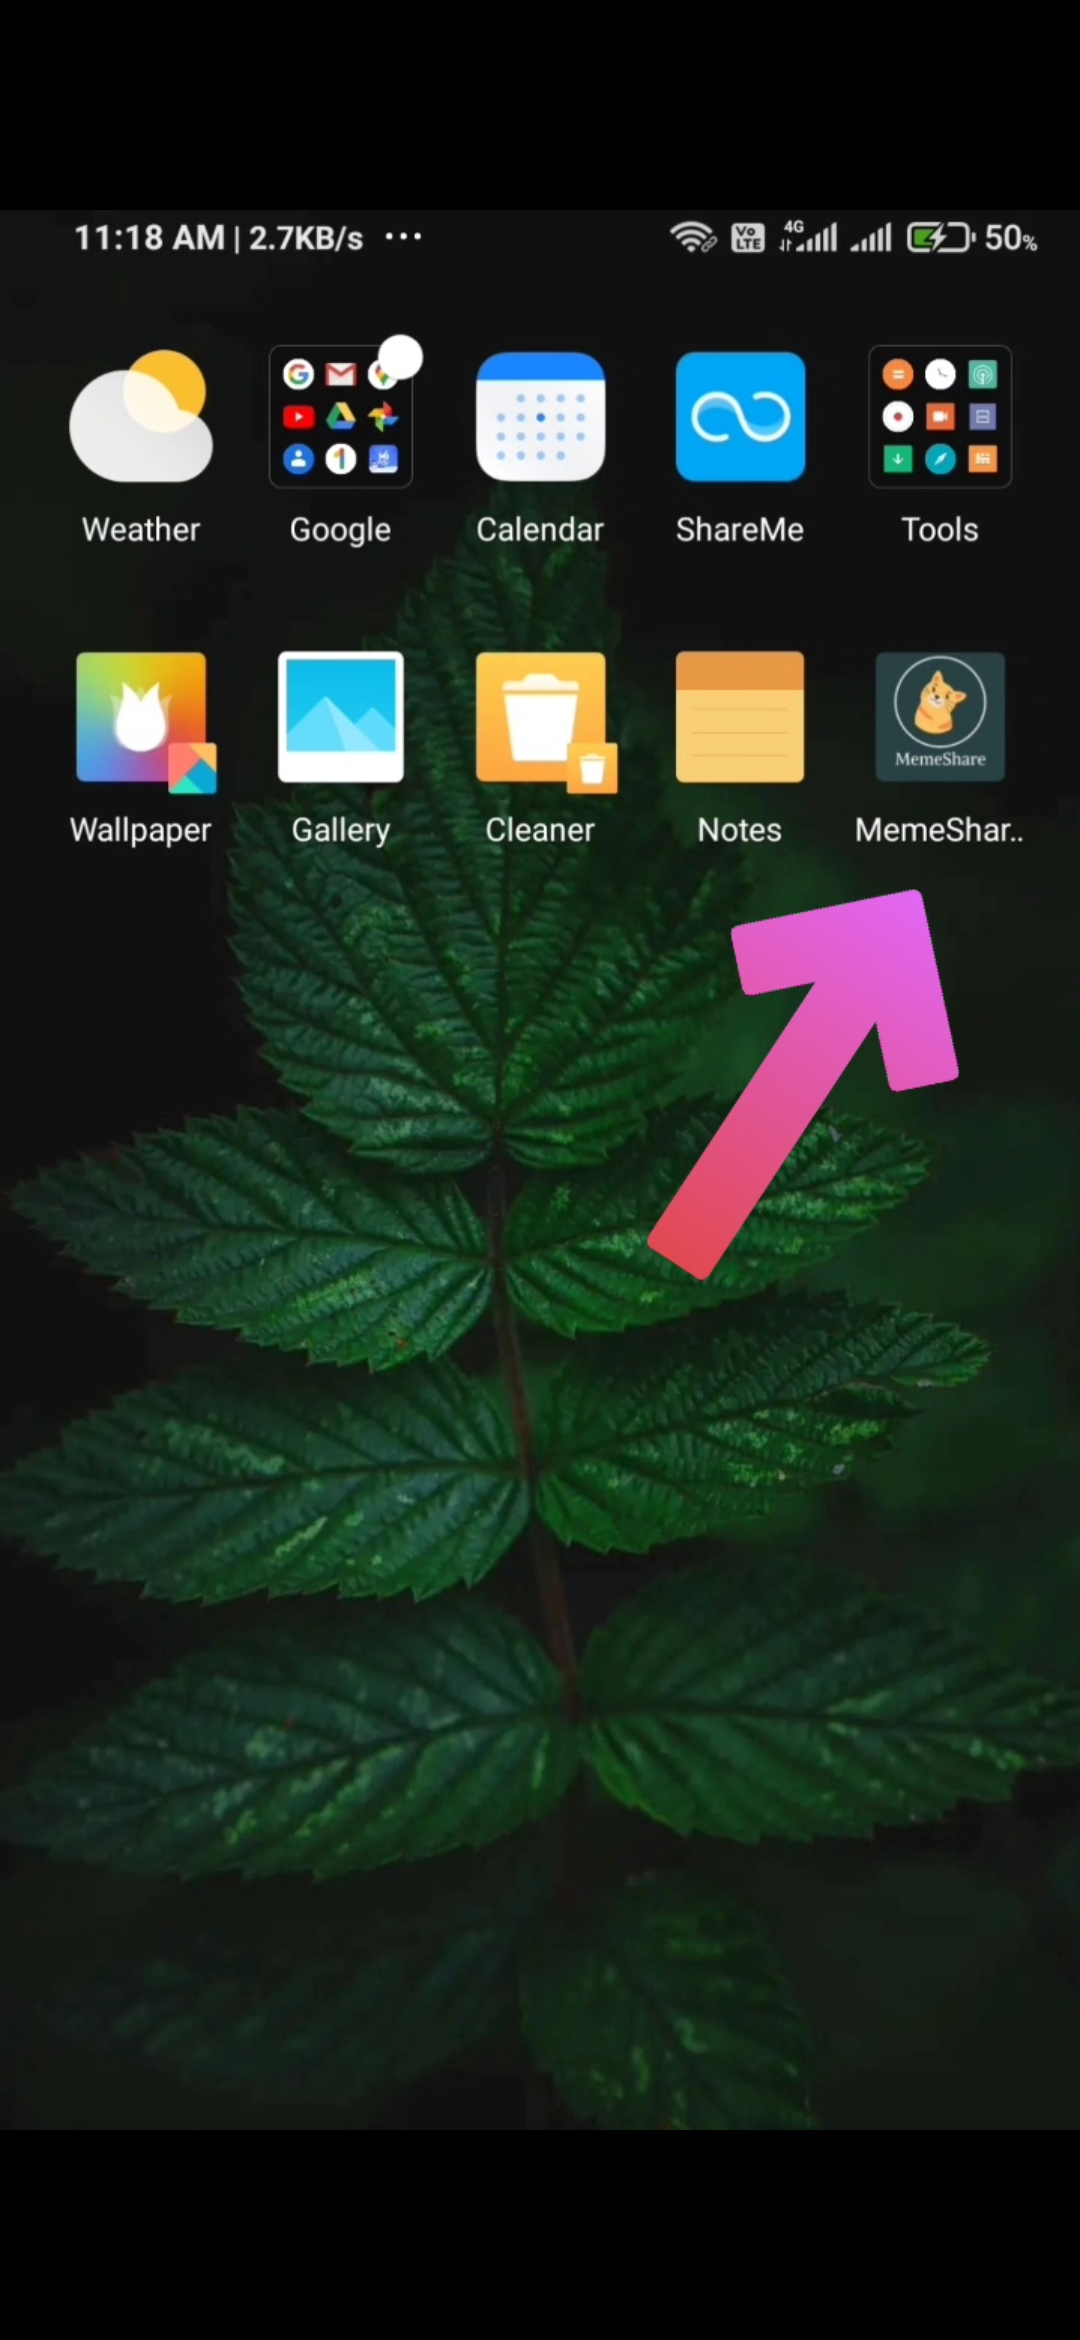 11:18 AM | 2.7KB/s ... Vo LTE 4G 50%
Weather Google Calendar ShareMe Tools
MemeShare
Wallpaper Gallery Cleaner Notes MemeShar..